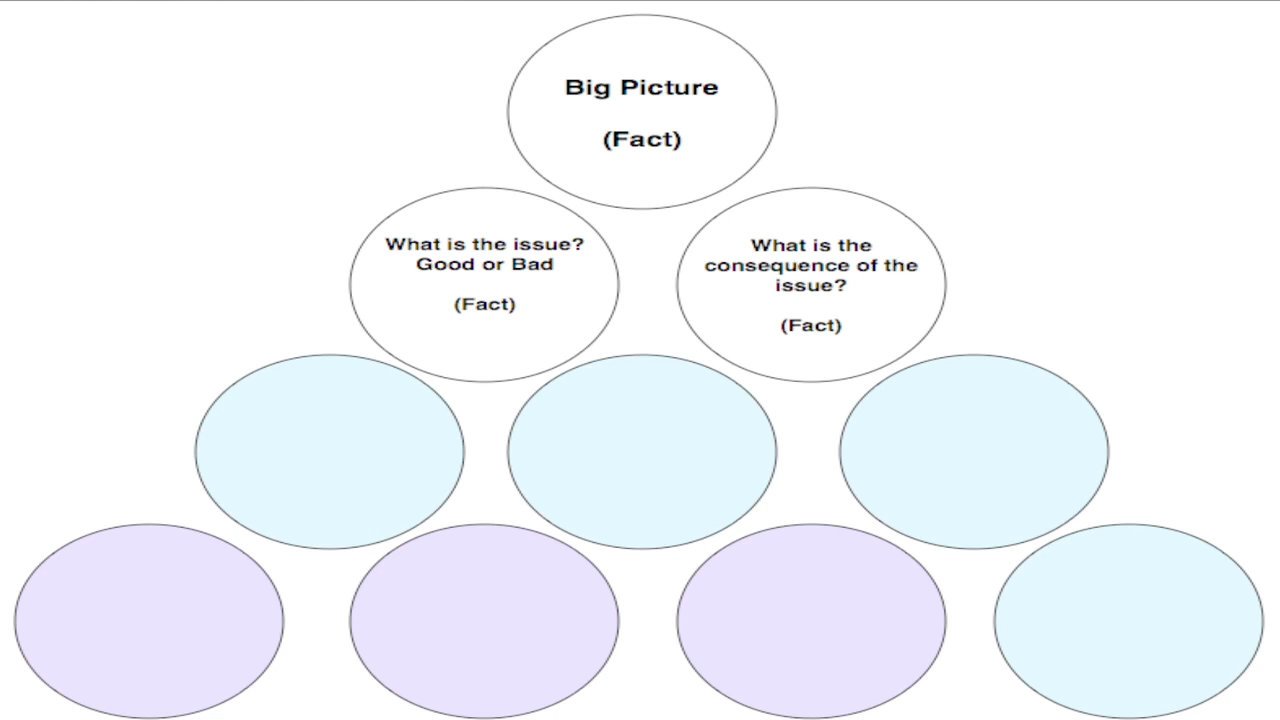 Big Picture
(Fact)
What is the issue?
Good or Bad
(Fact)
What is the
consequence of the
issue?
(Fact)